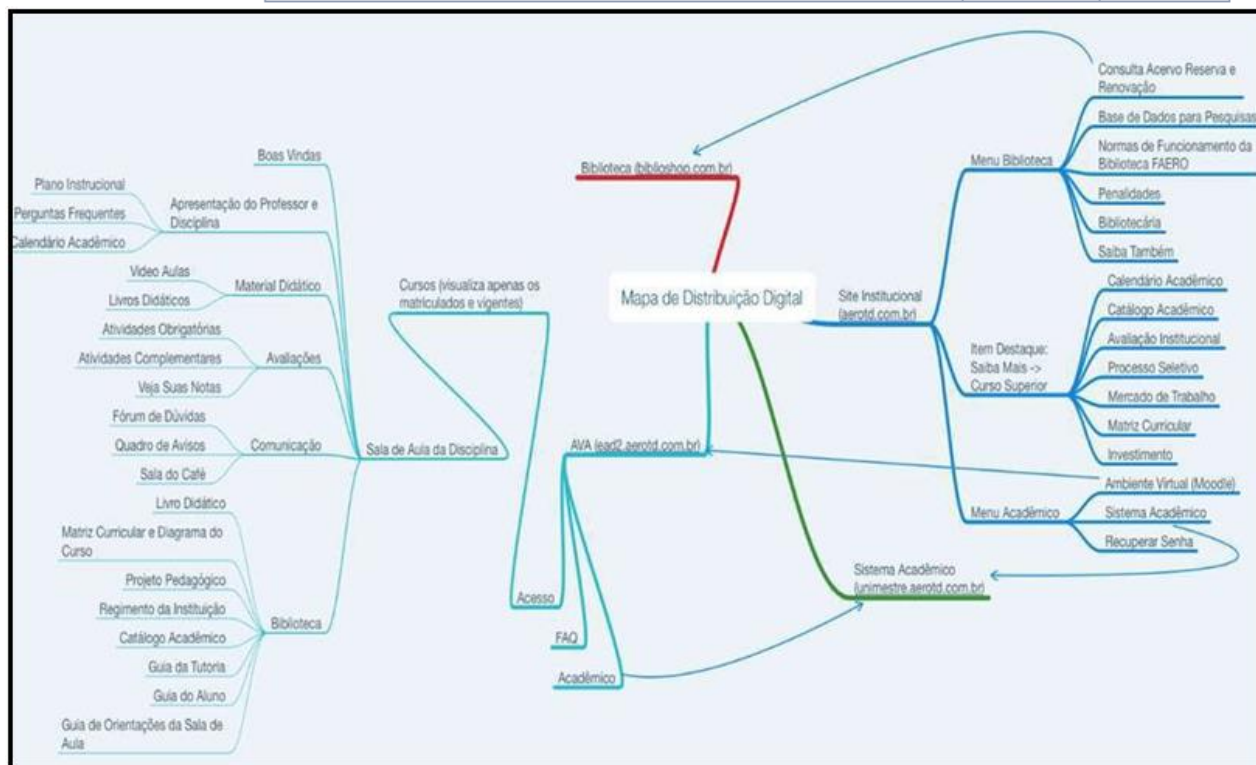 Mapa de Distribuição Digital
Biblioteca (biblioshop.com.br)
Site Institucional
(aerotd.com.br)
Menu Biblioteca
Consulta Acervo Reserva e
Renovação
Base de Dados para Pesquisas
Normas de Funcionamento da
Biblioteca FAERO
Penalidades
Bibliotecária
Saiba Também
Item Destaque:
Saiba Mais ->
Curso Superior
Calendário Acadêmico
Catálogo Acadêmico
Avaliação Institucional
Processo Seletivo
Mercado de Trabalho
Matriz Curricular
Investimento
Menu Acadêmico
Ambiente Virtual (Moodle)
Sistema Acadêmico
Recuperar Senha
Sistema Acadêmico
(unimestre.aerotd.com.br)
AVA (ead2.aerotd.com.br)
Acesso
FAQ
Acadêmico
Cursos (visualiza apenas os
matriculados e vigentes)
Sala de Aula da Disciplina
Boas Vindas
Apresentação do Professor e
Disciplina
Plano Instrucional
Perguntas Frequentes
Calendário Acadêmico
Material Didático
Video Aulas
Livros Didáticos
Avaliações
Atividades Obrigatórias
Atividades Complementares
Veja Suas Notas
Comunicação
Fórum de Dúvidas
Quadro de Avisos
Sala do Café
Biblioteca
Livro Didático
Matriz Curricular e Diagrama do
Curso
Projeto Pedagógico
Regimento da Instituição
Catálogo Acadêmico
Guia da Tutoria
Guia do Aluno
Guia de Orientações da Sala de
Aula